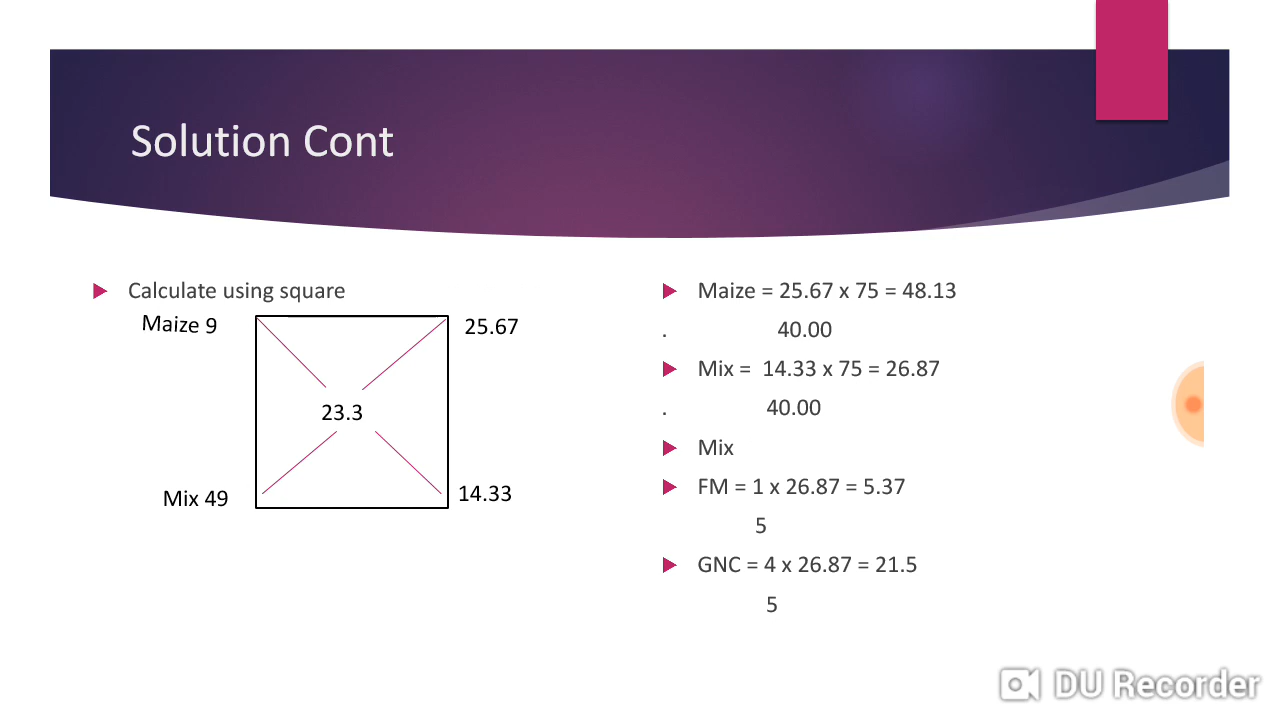 Solution Cont
Calculate using square
Maize 9
25.67
23.3
Mix 49
14.33
Maize = 25.67 x 75 = 48.13
. 40.00
Mix = 14.33 x 75 = 26.87
. 40.00
Mix
FM = 1 x 26.87 = 5.37
5
GNC = 4 x 26.87 = 21.5
5
DU Recorder